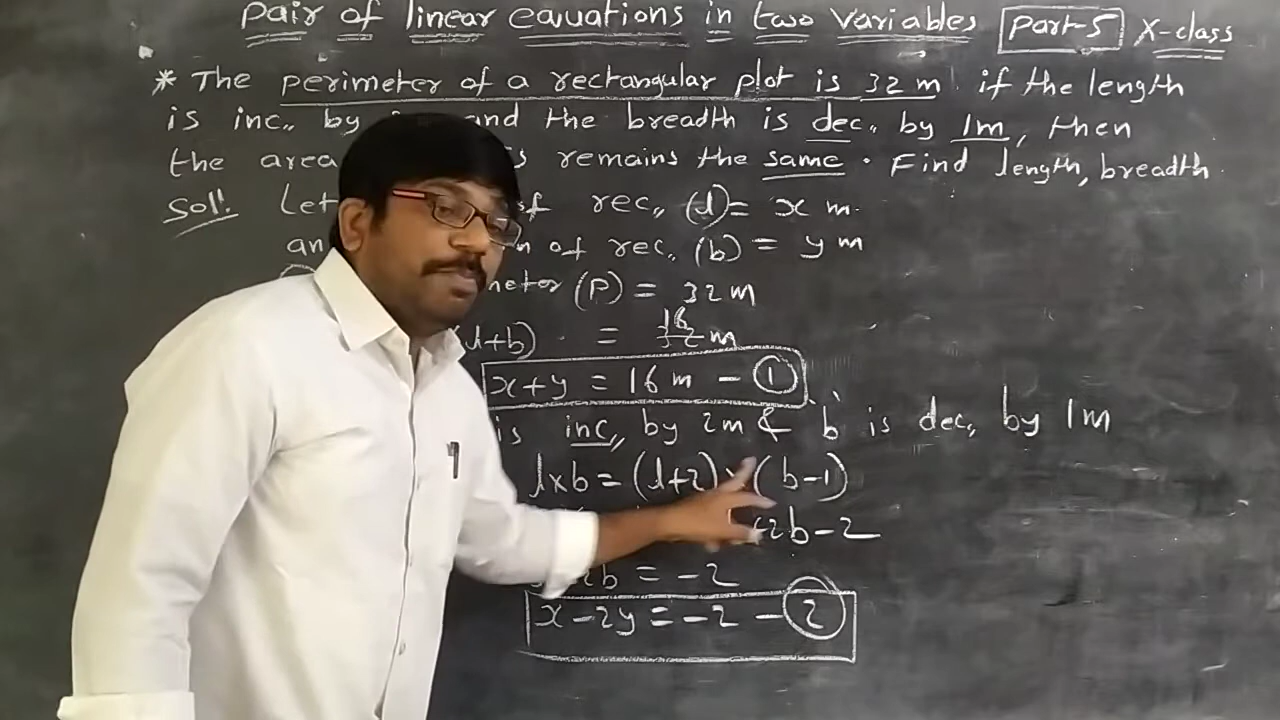 Pair of linear equations in two variables Part-5 X-class
* The perimeter of a rectangular plot is 32 m. if the length
is inc,, by and the breadth is dec,, by 1m, then
the area remains the same. Find length, breadth.
Sol: Let of rec,, (l) = x m.
of rec,, (b) = y m
(P) = 32 m
= 16 32 m
x+y = 16 m - ①
is inc,, by 2m & 'b' is dec,, by 1m
l×b = (l+2)×(b-1)
2b-2
= -2
x-2y = -2 - ②